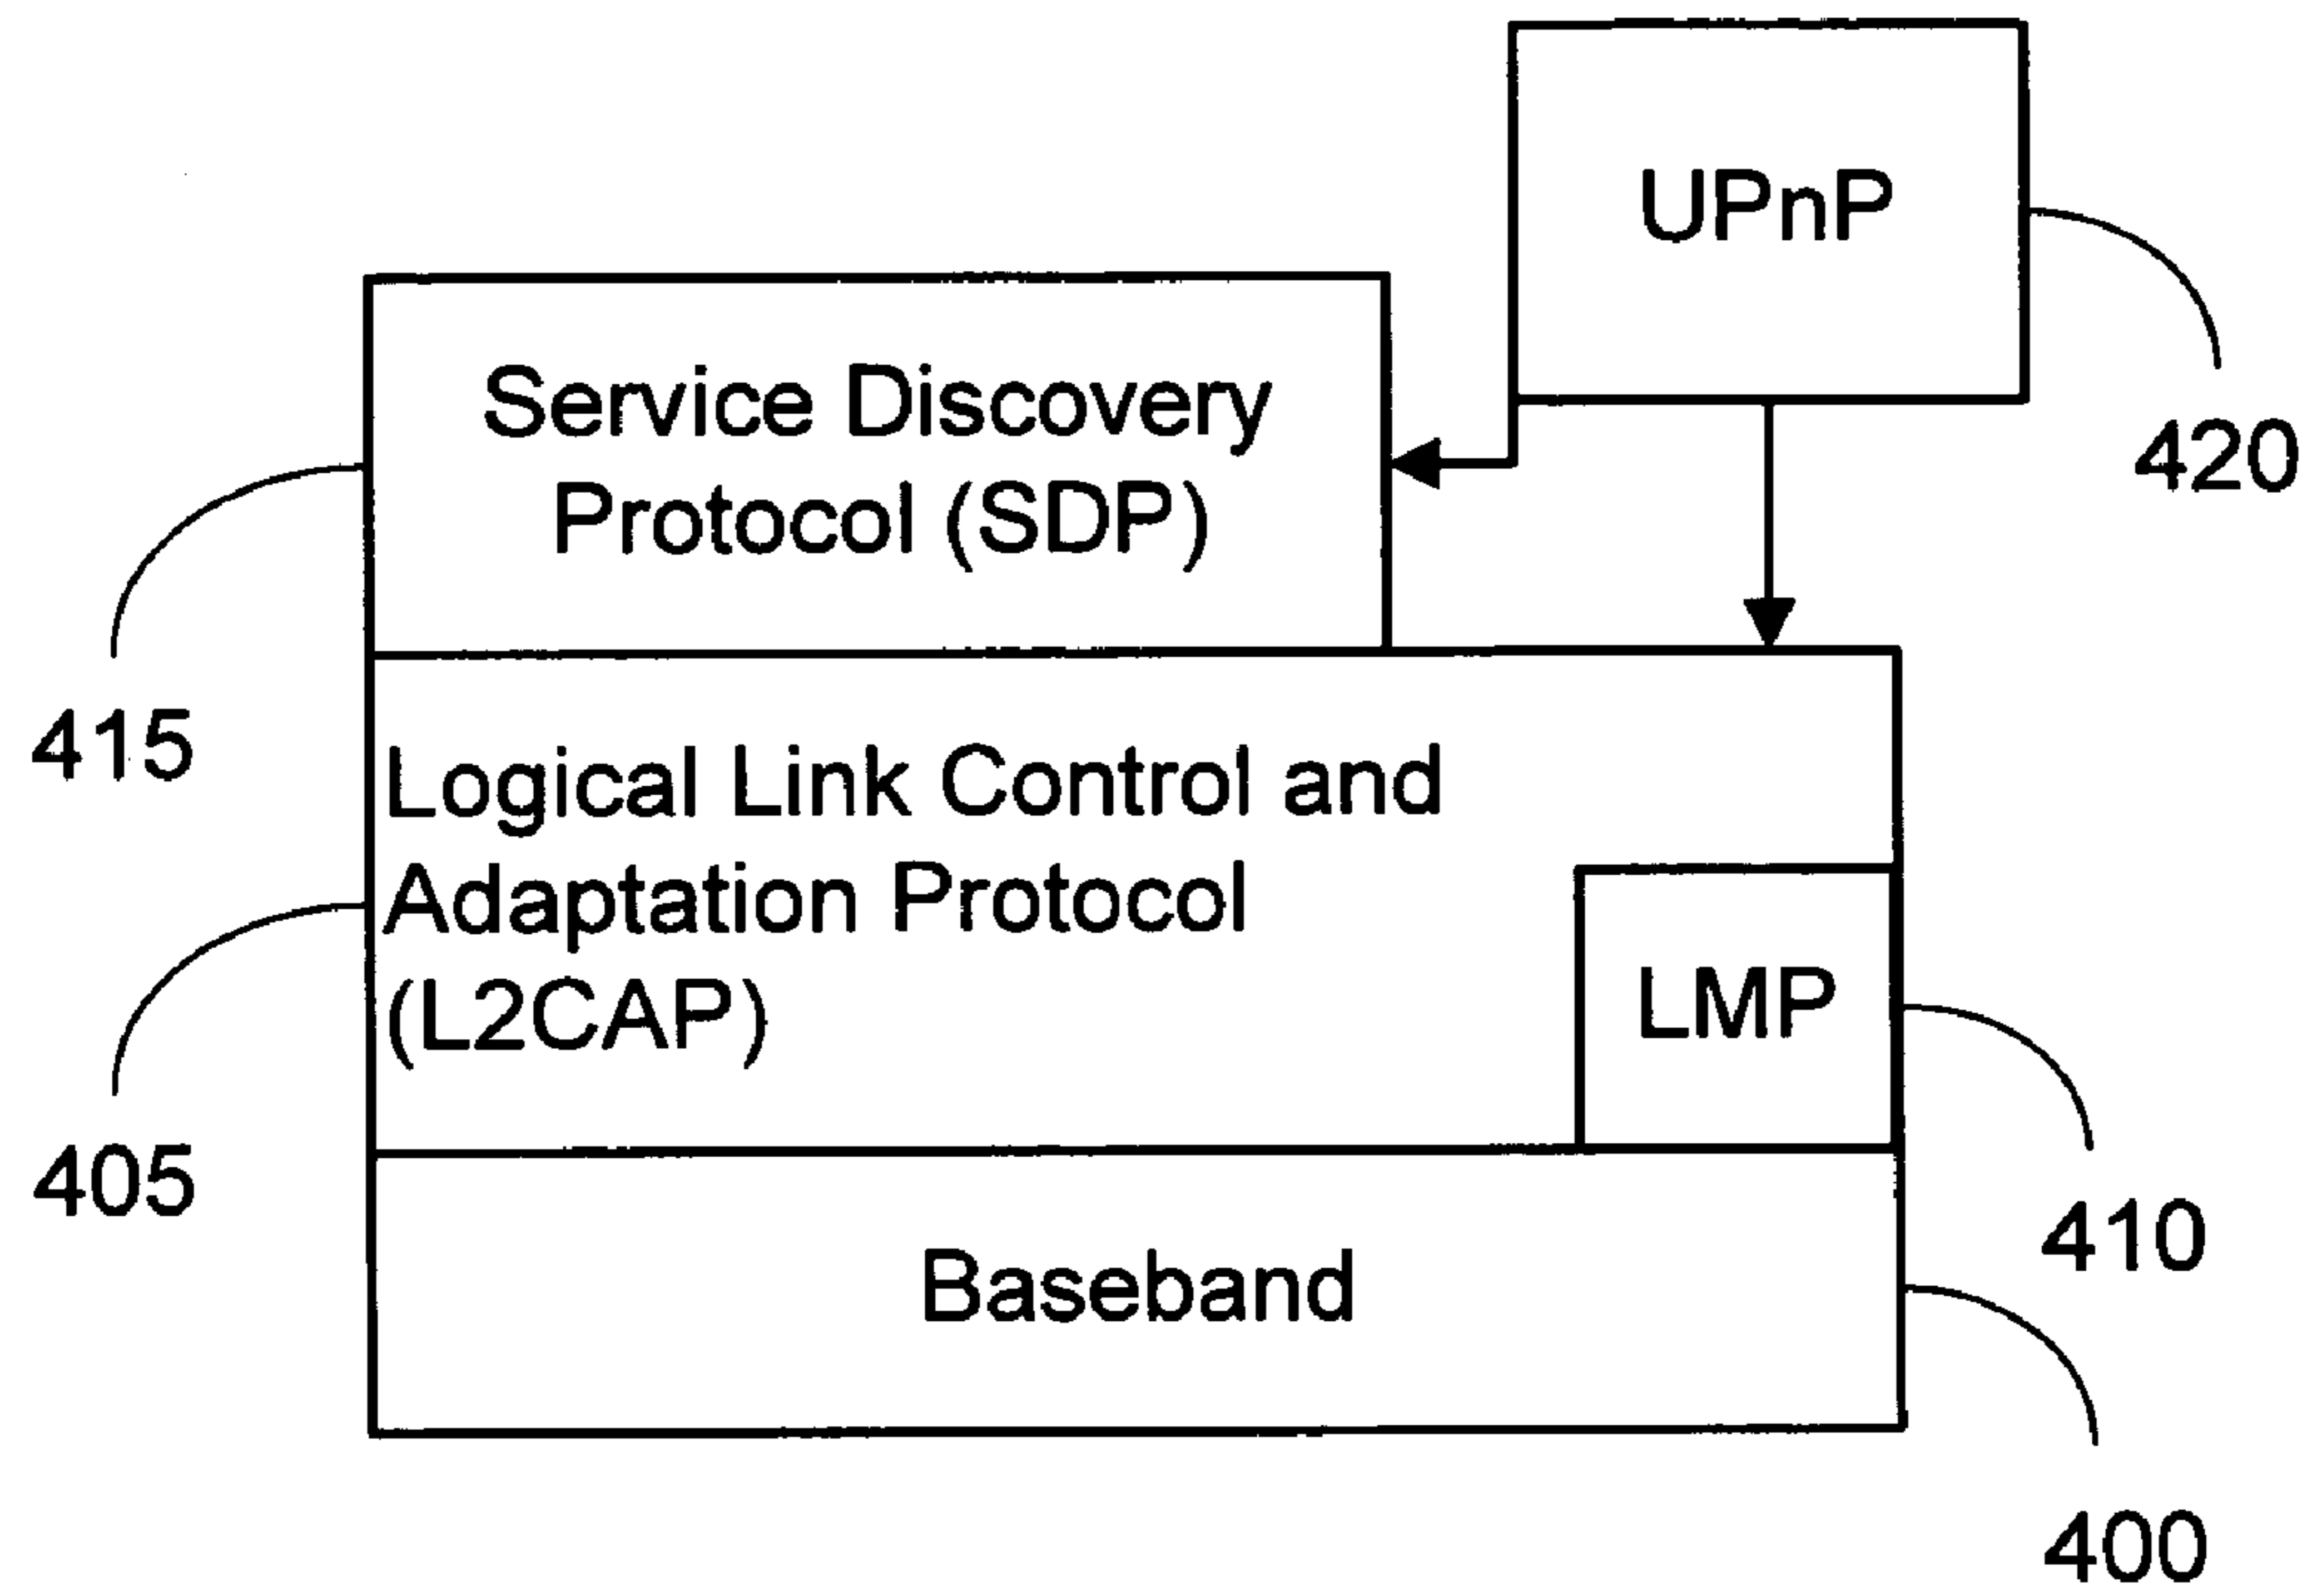 UPnP
420
Service Discovery
Protocol (SDP)
415
Logical Link Control and
Adaptation Protocol
(L2CAP)
405
LMP
410
Baseband
400